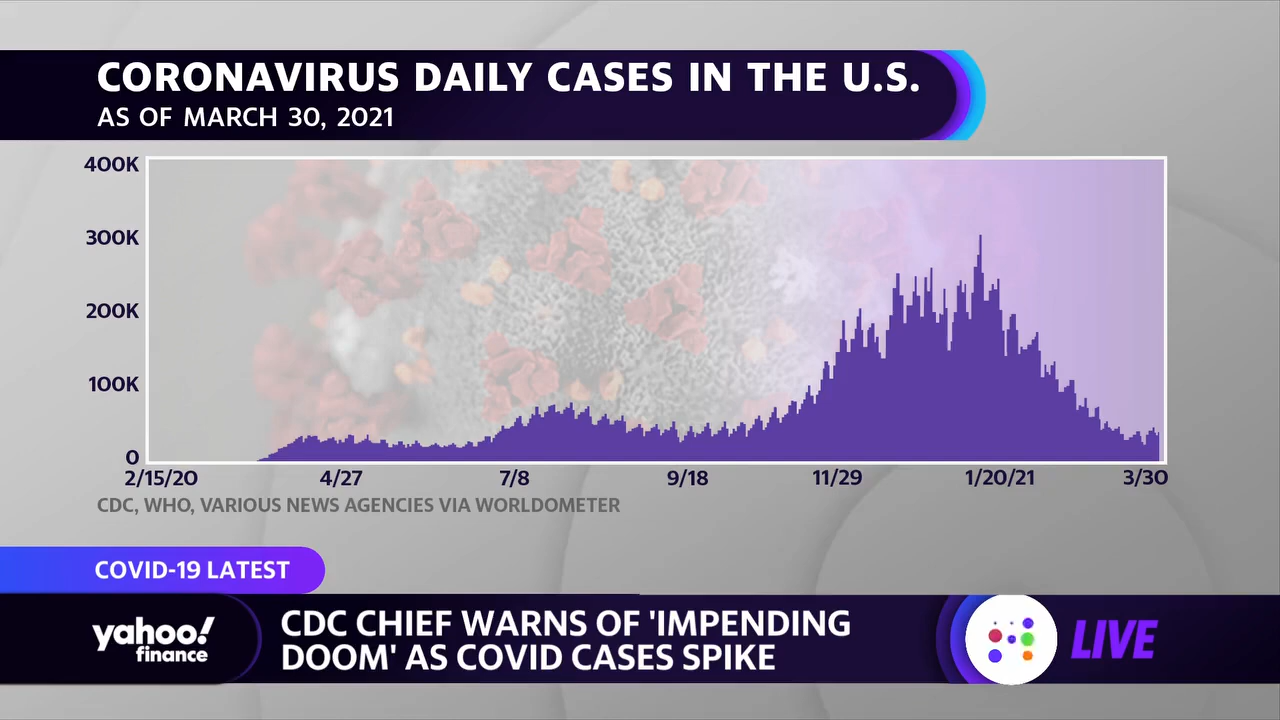 CORONAVIRUS DAILY CASES IN THE U.S.
AS OF MARCH 30, 2021
400K
300K
200K
100K
0
2/15/20 4/27 7/8 9/18 11/29 1/20/21 3/30
CDC, WHO, VARIOUS NEWS AGENCIES VIA WORLDOMETER
COVID-19 LATEST
yahoo!
finance
CDC CHIEF WARNS OF 'IMPENDING
DOOM' AS COVID CASES SPIKE
LIVE